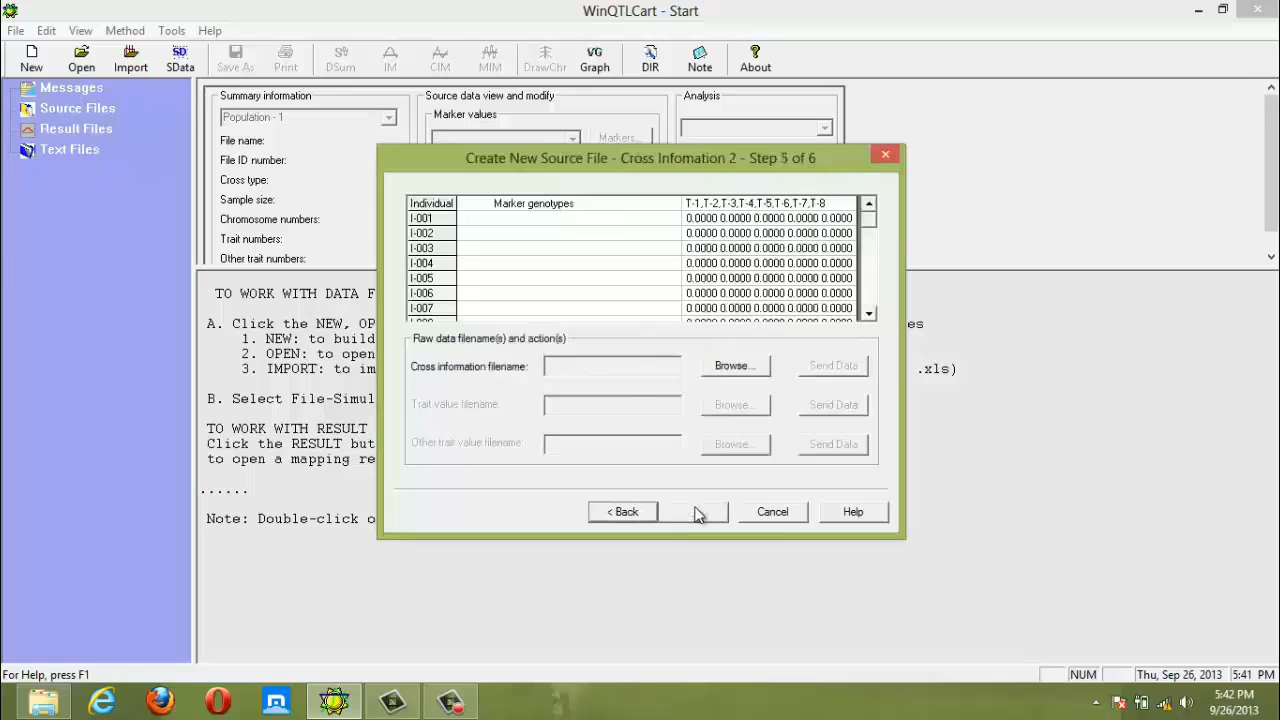 WinQTLCart - Start
File Edit View Method Tools Help
New Open Import SData Save As Print DSum IM CIM MIM DrawChr Graph DIR Note About
Messages
Source Files
Result Files
Text Files
Summary information
Population - 1
File name:
File ID number:
Cross type:
Sample size:
Chromosome numbers:
Trait numbers:
Other trait numbers:
Source data view and modify
Marker values
Markers...
Analysis
TO WORK WITH DATA F
A. Click the NEW, OP
es
1. NEW: to build
2. OPEN: to open
3. IMPORT: to im
.xls)
B. Select File-Simul
TO WORK WITH RESULT
Click the RESULT but
to open a mapping re
......
Note: Double-click o
Create New Source File - Cross Infomation 2 - Step 5 of 6
Individual Marker genotypes T-1,T-2,T-3,T-4,T-5,T-6,T-7,T-8
I-001 0.0000 0.0000 0.0000 0.0000 0.0000
I-002 0.0000 0.0000 0.0000 0.0000 0.0000
I-003 0.0000 0.0000 0.0000 0.0000 0.0000
I-004 0.0000 0.0000 0.0000 0.0000 0.0000
I-005 0.0000 0.0000 0.0000 0.0000 0.0000
I-006 0.0000 0.0000 0.0000 0.0000 0.0000
I-007 0.0000 0.0000 0.0000 0.0000 0.0000
Raw data filename(s) and action(s)
Cross information filename: Browse... Send Data
Trait value filename: Browse... Send Data
Other trait value filename: Browse... Send Data
< Back Cancel Help
For Help, press F1
NUM Thu, Sep 26, 2013 5:41 PM
5:42 PM
9/26/2013